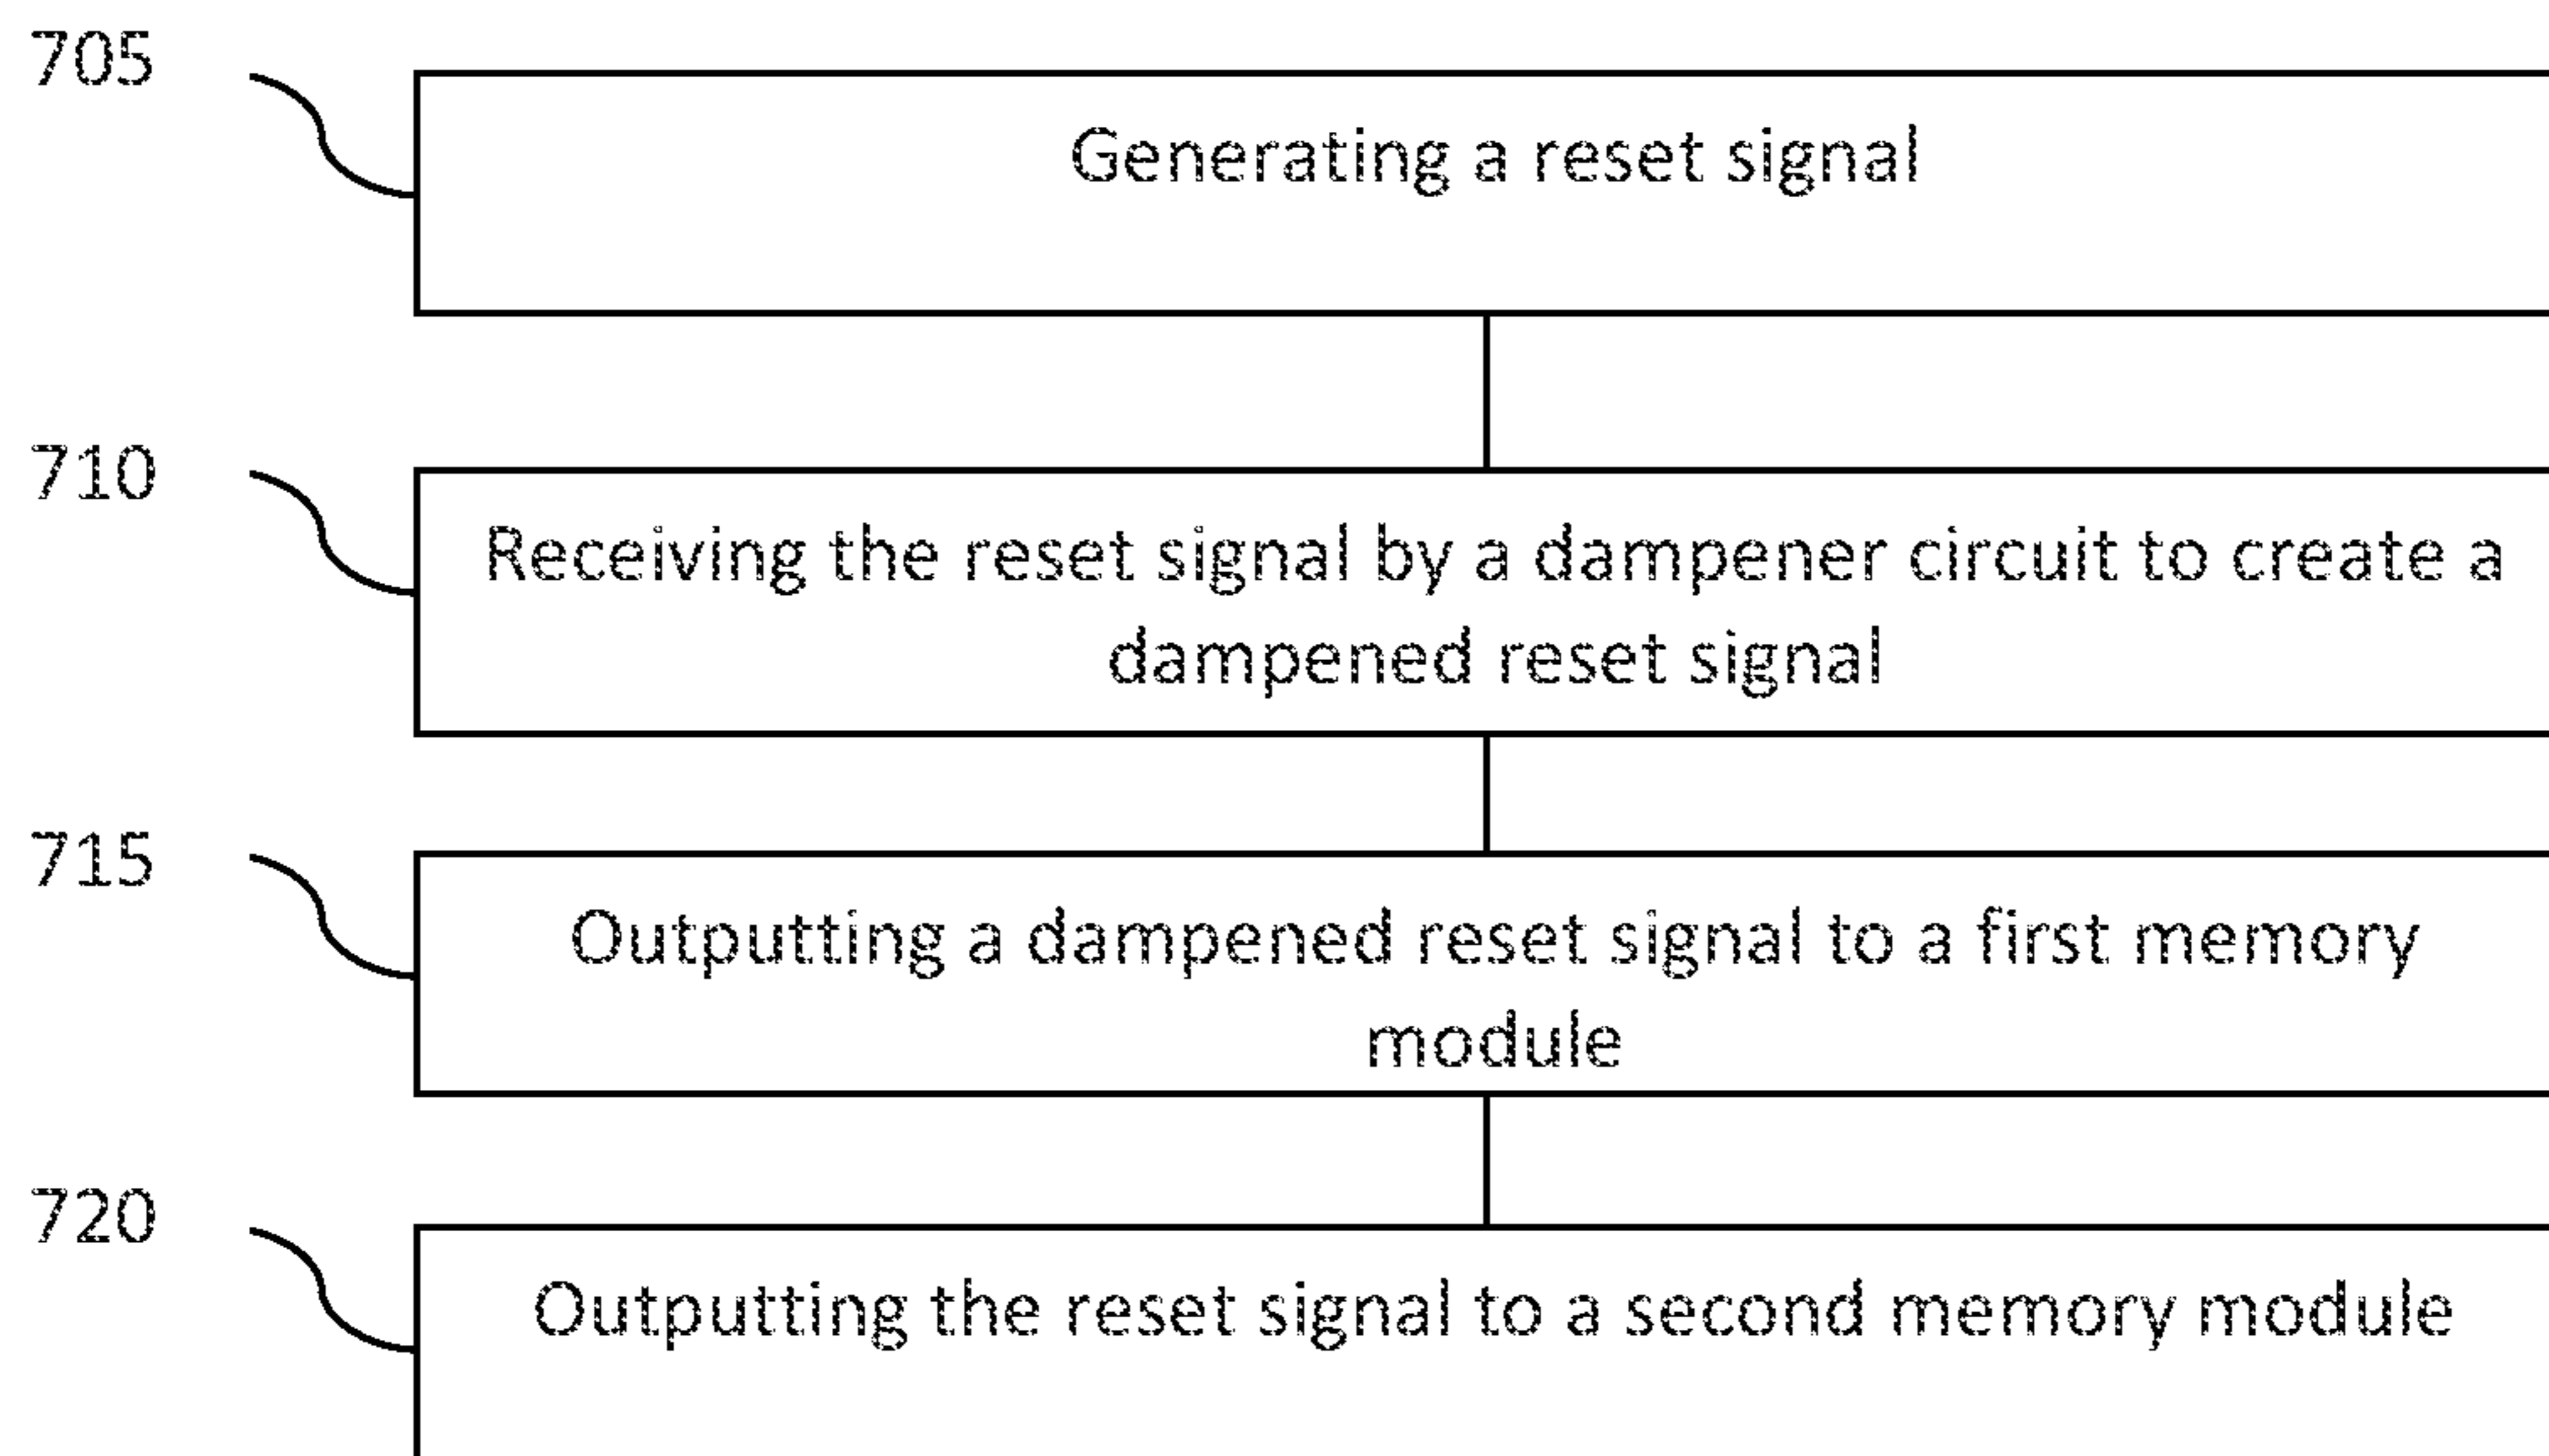 705
Generating a reset signal
710
Receiving the reset signal by a dampener circuit to create a
dampened reset signal
715
Outputting a dampened reset signal to a first memory
module
720
Outputting the reset signal to a second memory module